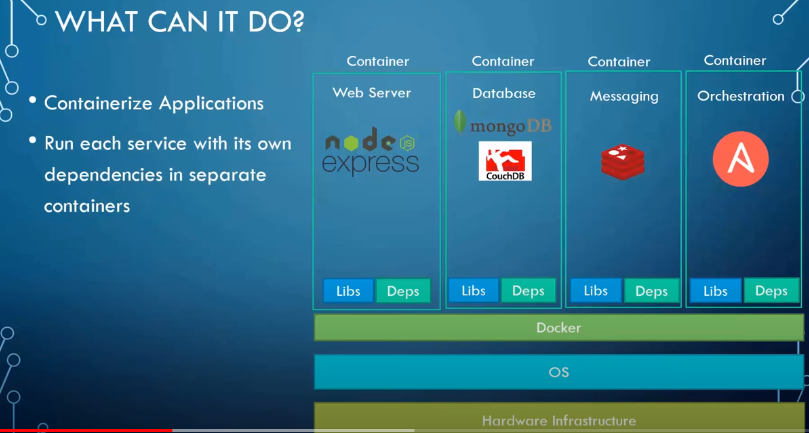 WHAT CAN IT DO?
• Containerize Applications
• Run each service with its own
dependencies in separate
containers
Container
Web Server
node JS
express
Libs
Deps
Container
Database
mongoDB
CouchDB
Libs
Deps
Container
Messaging
Libs
Deps
Container
Orchestration
A
Libs
Deps
Docker
OS
Hardware Infrastructure